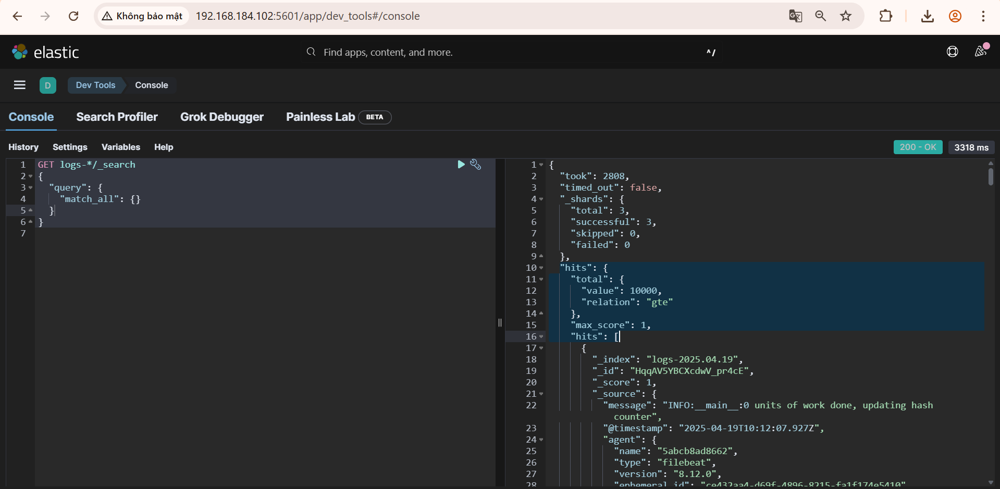 Không bảo mật
192.168.184.102:5601/app/dev_tools#/console
elastic
Find apps, content, and more.
^/
D
Dev Tools
Console
Console
Search Profiler
Grok Debugger
Painless Lab
BETA
History
Settings
Variables
Help
200 - OK
3318 ms
1 GET logs-*/_search
2 {
3 "query": {
4 "match_all": {}
5 }
6 }
7
1 {
2 "took": 2808,
3 "timed_out": false,
4 "_shards": {
5 "total": 3,
6 "successful": 3,
7 "skipped": 0,
8 "failed": 0
9 },
10 "hits": {
11 "total": {
12 "value": 10000,
13 "relation": "gte"
14 },
15 "max_score": 1,
16 "hits": [
17 {
18 "_index": "logs-2025.04.19",
19 "_id": "HqqAV5YBCXcdwV_pr4cE",
20 "_score": 1,
21 "_source": {
22 "message": "INFO:__main__:0 units of work done, updating hash
counter",
23 "@timestamp": "2025-04-19T10:12:07.927Z",
24 "agent": {
25 "name": "5abcb8ad8662",
26 "type": "filebeat",
27 "version": "8.12.0",
28 "ephemeral_id": "ce432aa4-d69f-4896-8215-fa1f174e5410"